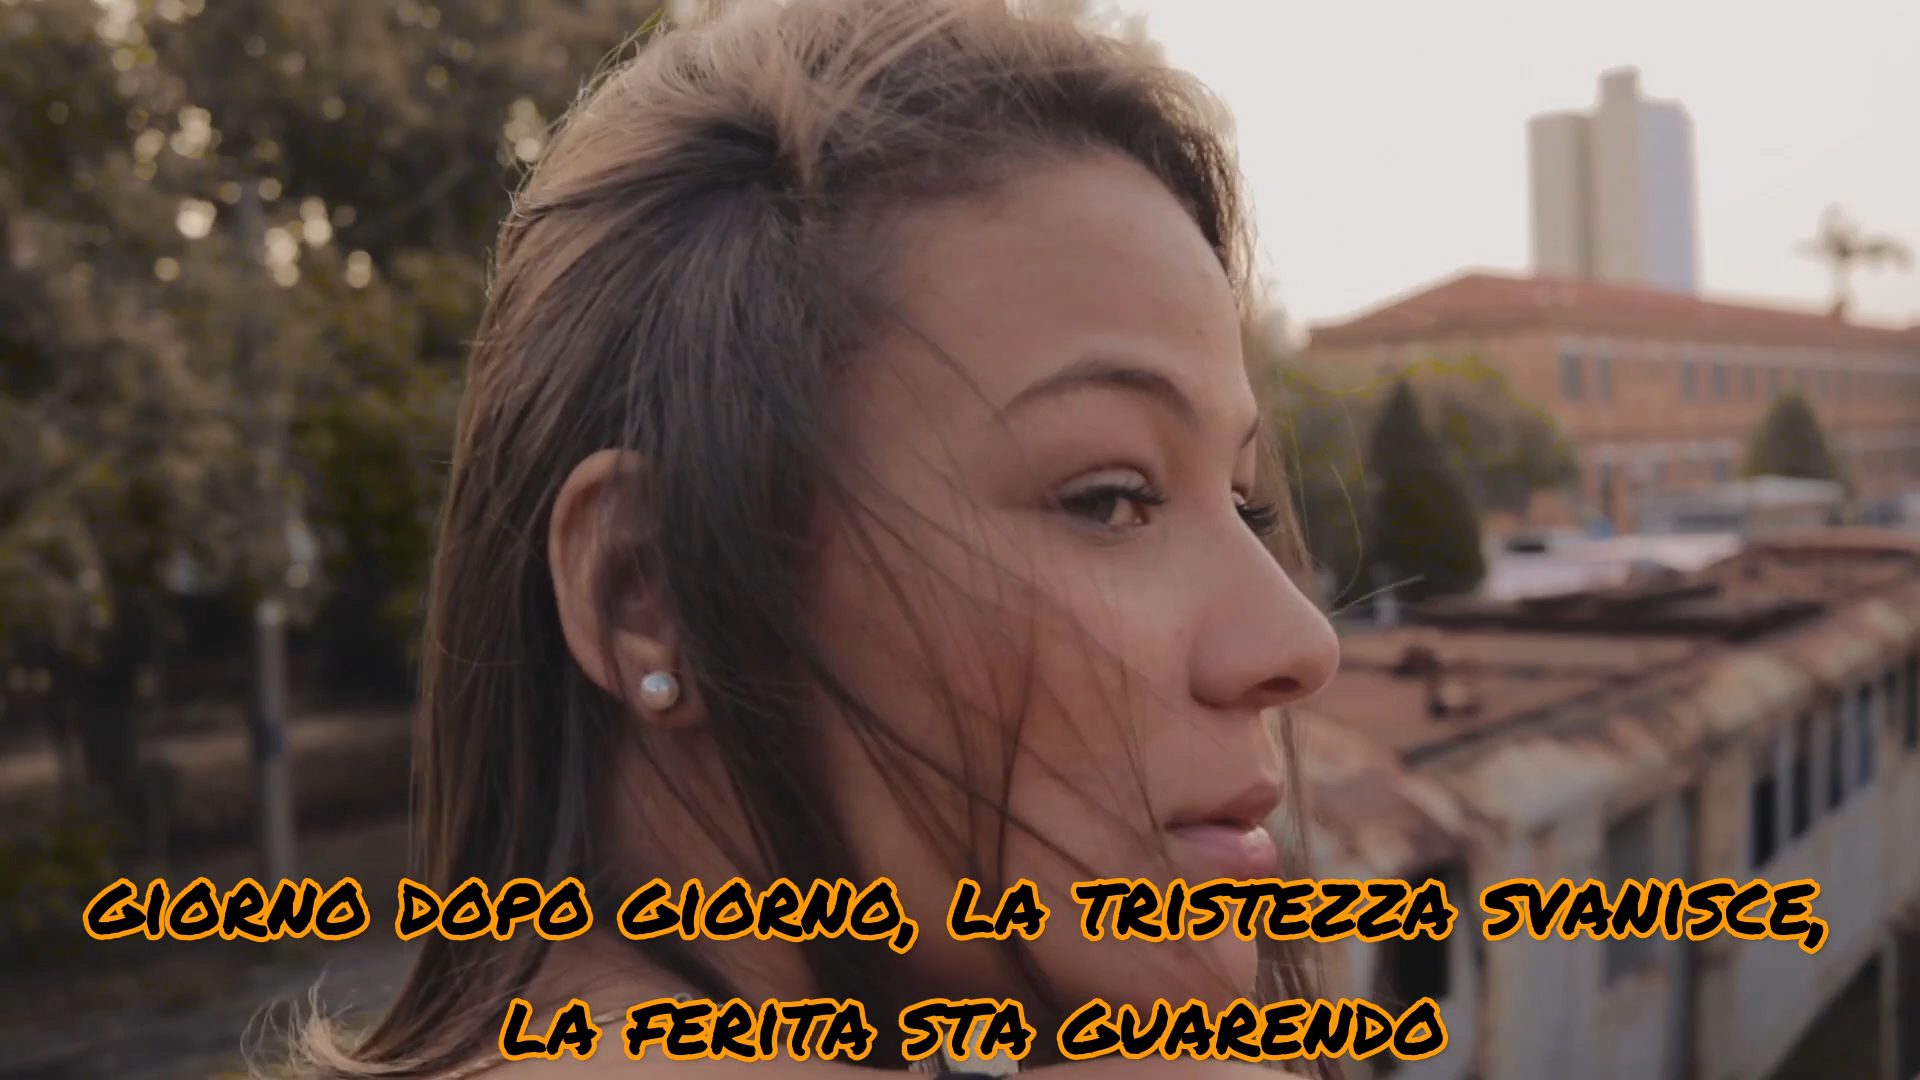 GIORNO DOPO GIORNO, LA TRISTEZZA SVANISCE,
LA FERITA STA GUARENDO